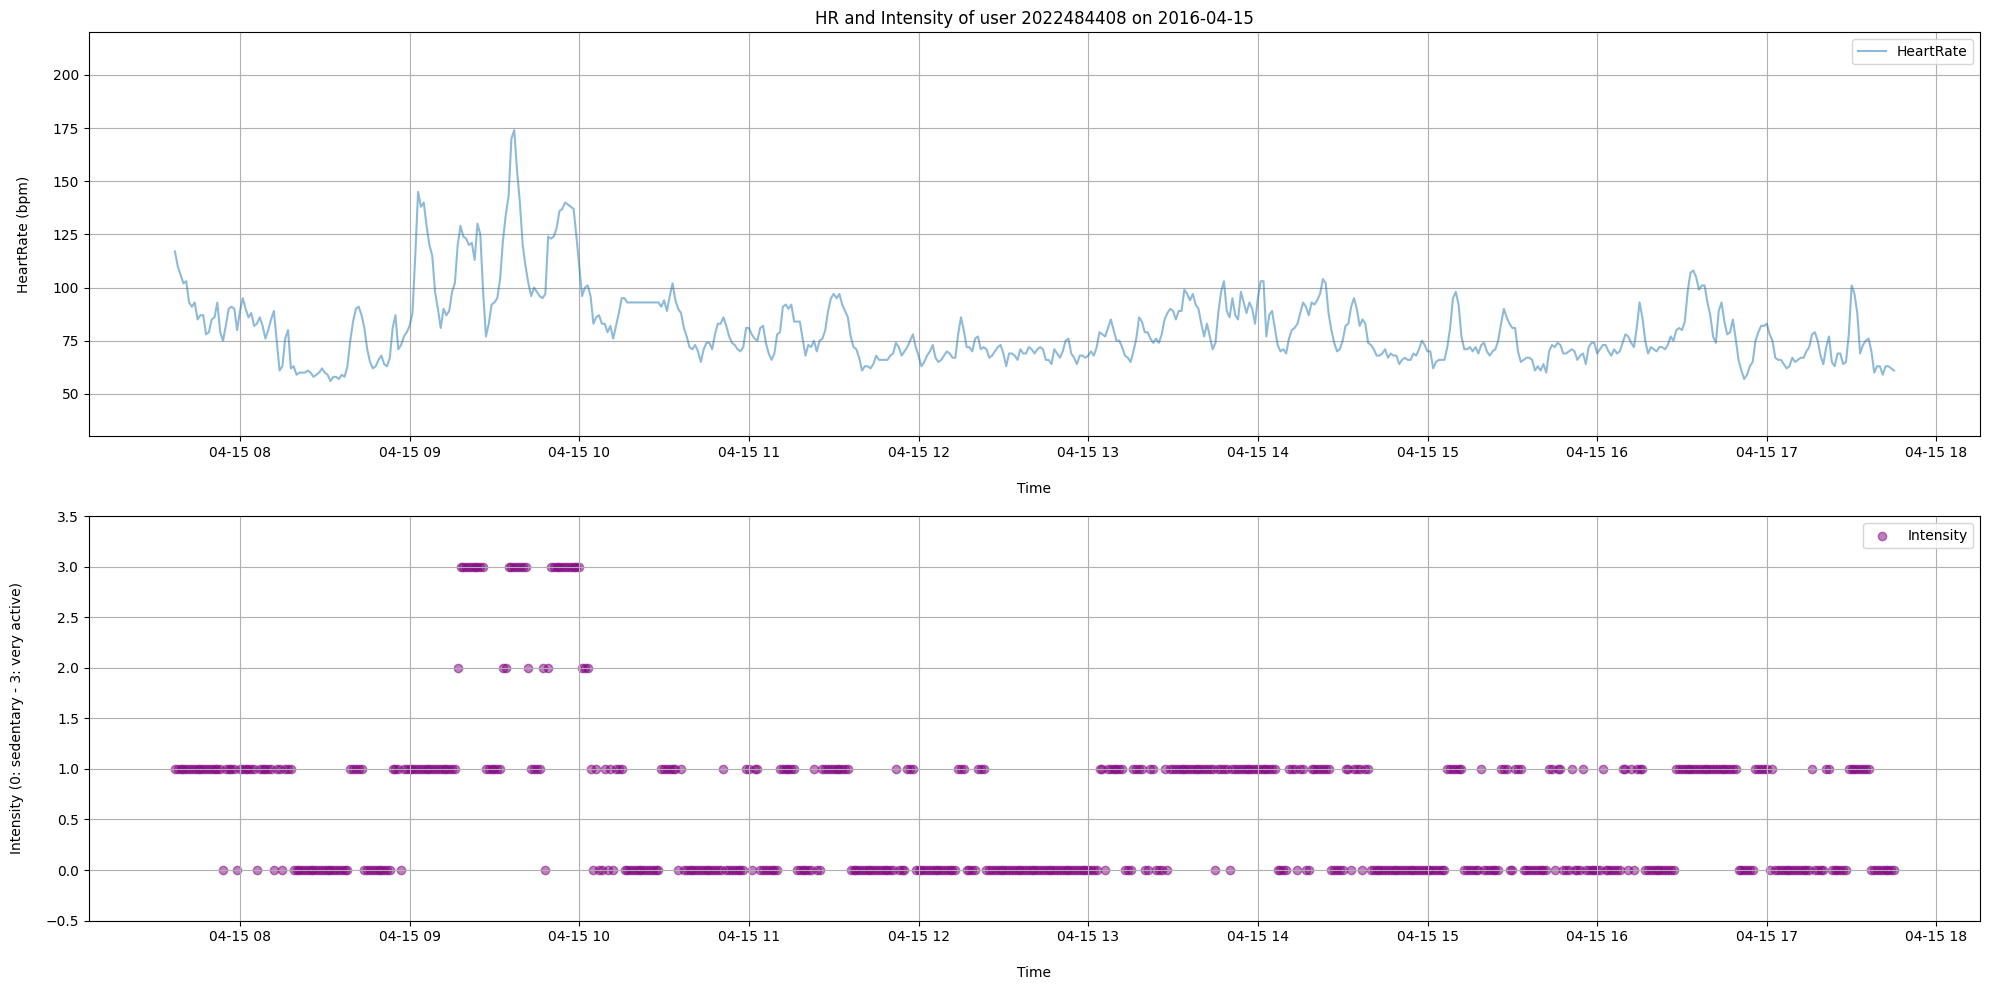 HR and Intensity of user 2022484408 on 2016-04-15
HeartRate
200
175
150
125
100
75
50
HeartRate (bpm)
04-15 08 04-15 09 04-15 10 04-15 11 04-15 12 04-15 13 04-15 14 04-15 15 04-15 16 04-15 17 04-15 18
Time
Intensity
3.5
3.0
2.5
2.0
1.5
1.0
0.5
0.0
−0.5
Intensity (0: sedentary - 3: very active)
04-15 08 04-15 09 04-15 10 04-15 11 04-15 12 04-15 13 04-15 14 04-15 15 04-15 16 04-15 17 04-15 18
Time